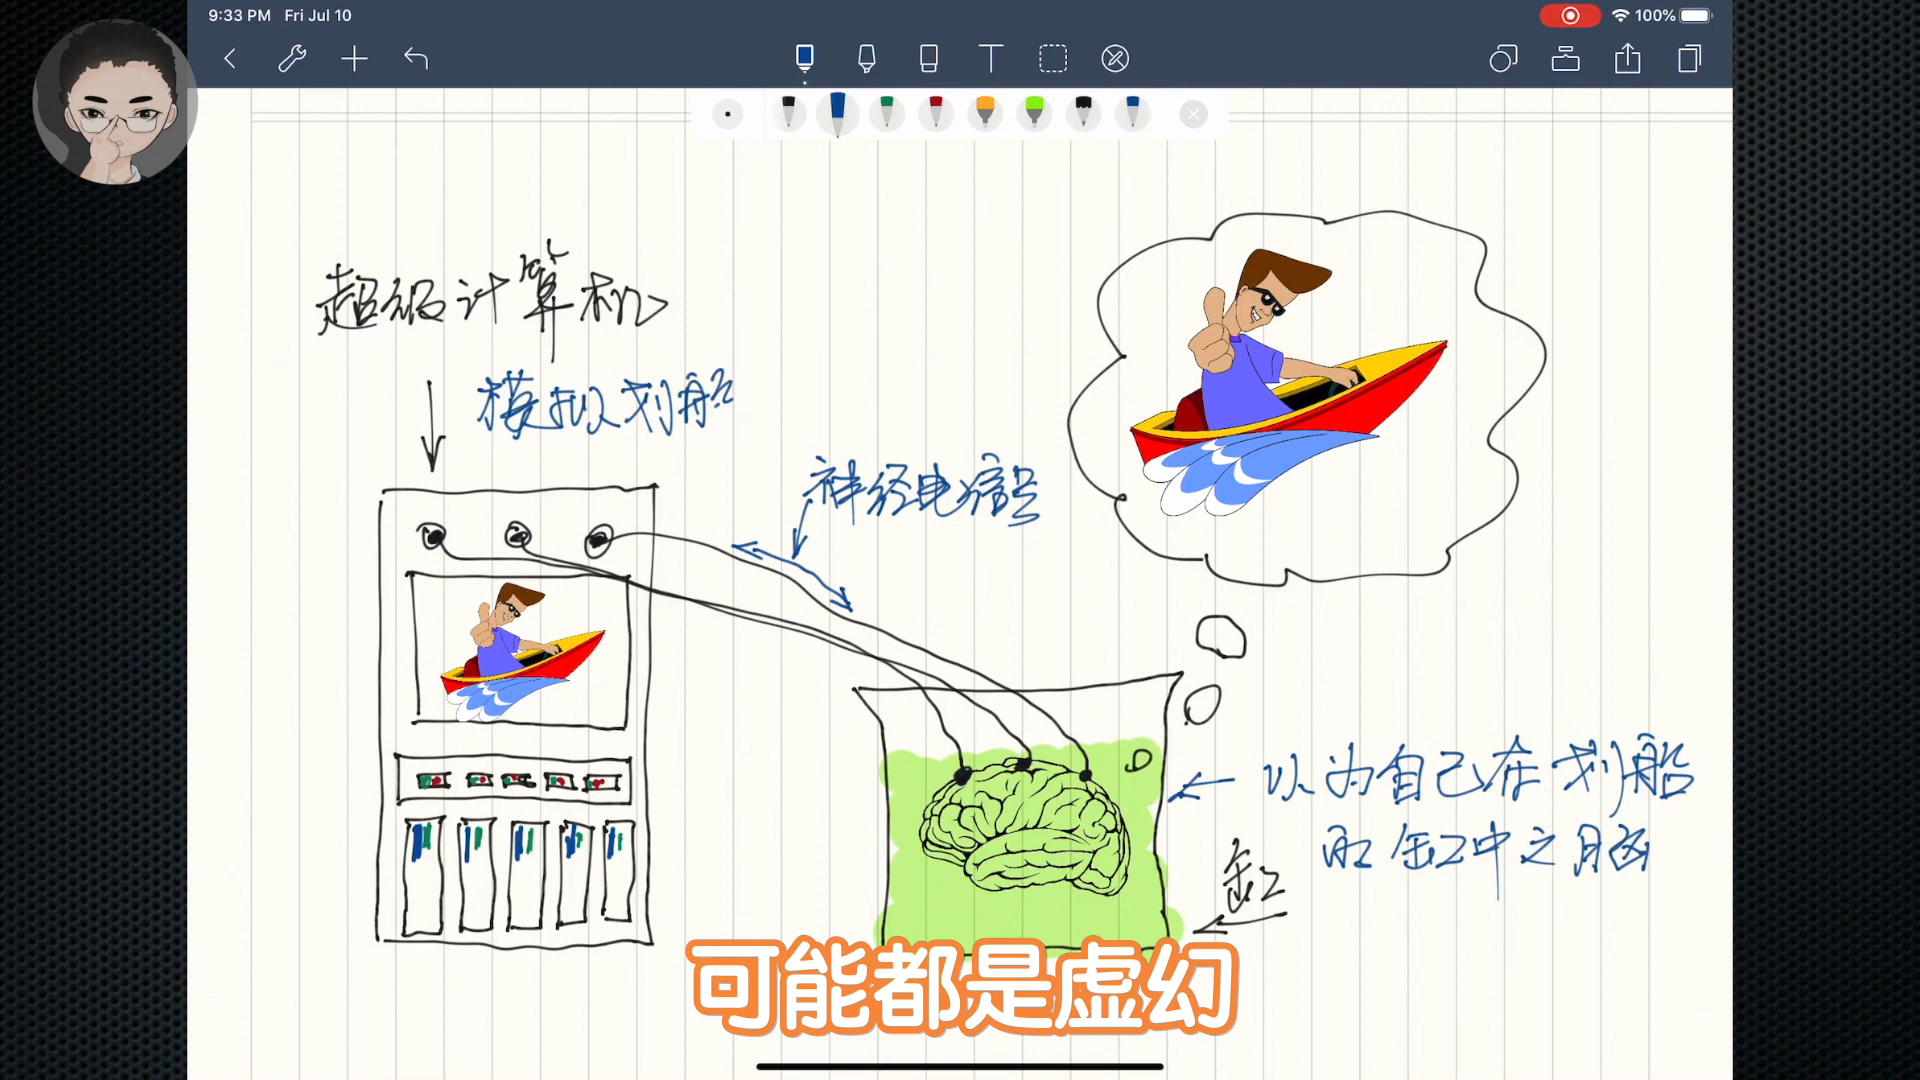 9:33 PM Fri Jul 10
100%
超级计算机
模拟划船
神经电信号
以为自己在划船
的缸中之脑
缸
可能都是虚幻